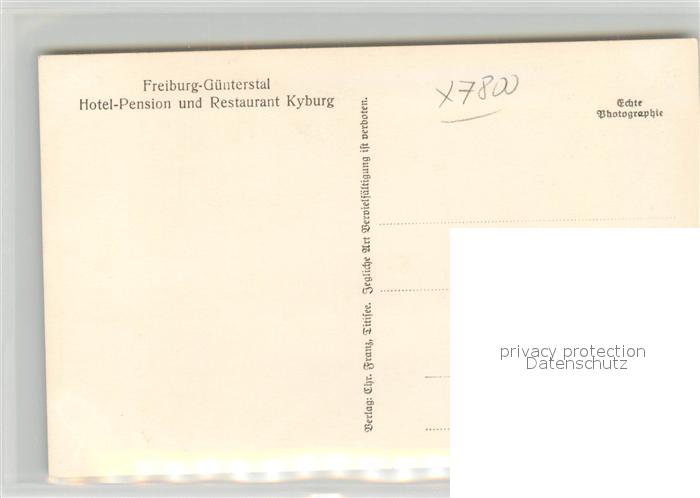 Freiburg-Günterstal
Hotel-Pension und Restaurant Kyburg
x7800
Echte
Photographie
Verlag: Chr. Franz, Titisee. Jegliche Art Vervielfältigung ist verboten.
privacy protection
Datenschutz